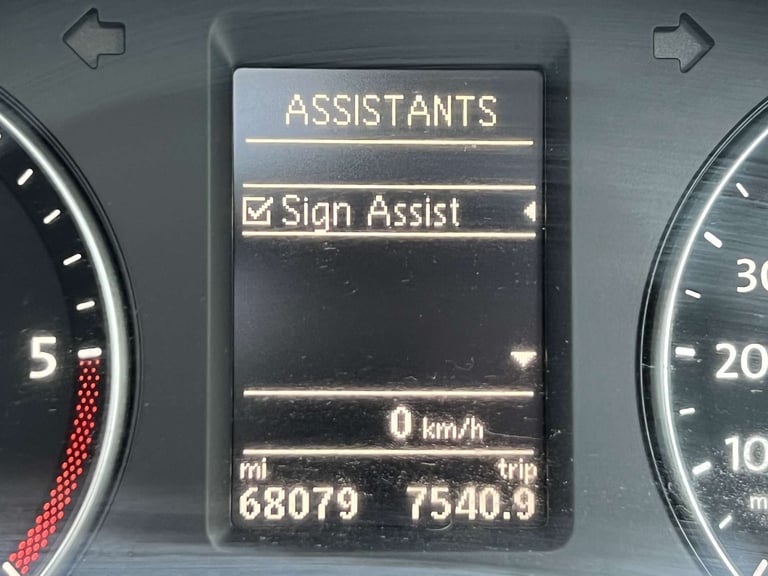 ASSISTANTS
Sign Assist
0 km/h
mi trip
68079 7540.9
5
30
20
10